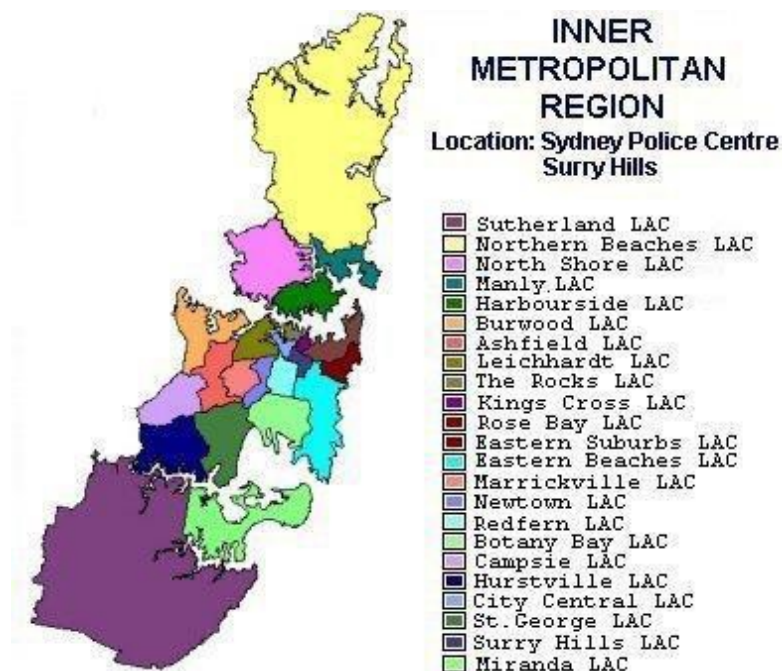 INNER
METROPOLITAN
REGION
Location: Sydney Police Centre
Surry Hills
Sutherland LAC
Northern Beaches LAC
North Shore LAC
Manly.LAC
Harbourside LAC
Burwood LAC
Ashfield LAC
Leichhardt LAC
The Rocks LAC
Kings Cross LAC
Rose Bay LAC
Eastern Suburbs LAC
Eastern Beaches LAC
Marrickville LAC
Newtown LAC
Redfern LAC
Botany Bay LAC
Campsie LAC
Hurstville LAC
City Central LAC
St.George LAC
Surry Hills LAC
Miranda LAC